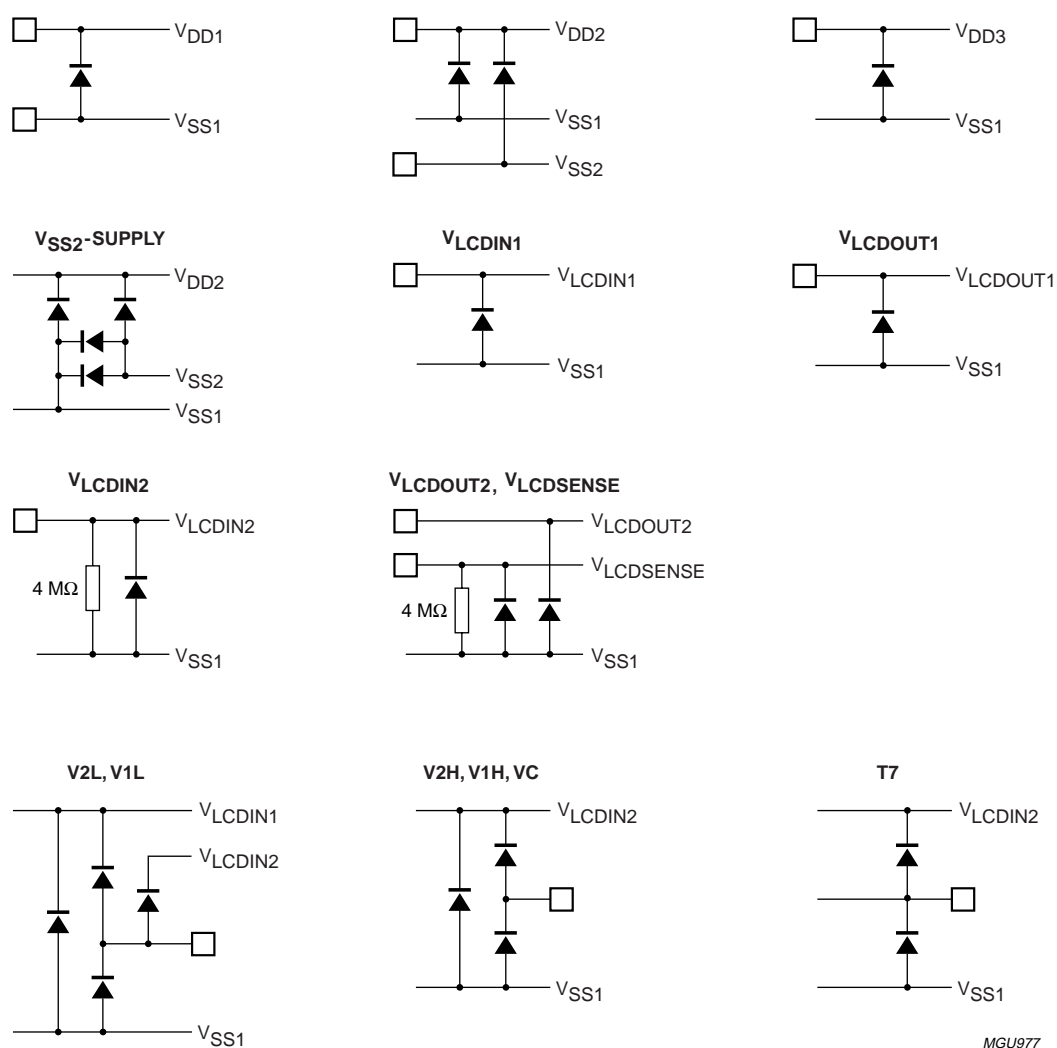 VDD1
VSS1
VDD2
VSS1
VSS2
VDD3
VSS1
VSS2-SUPPLY
VDD2
VSS2
VSS1
VLCDIN1
VLCDIN1
VSS1
VLCDOUT1
VLCDOUT1
VSS1
VLCDIN2
VLCDIN2
4 MΩ
VSS1
VLCDOUT2, VLCDSENSE
VLCDOUT2
VLCDSENSE
4 MΩ
VSS1
V2L, V1L
VLCDIN1
VLCDIN2
VSS1
V2H, V1H, VC
VLCDIN2
VSS1
T7
VLCDIN2
VSS1
MGU977